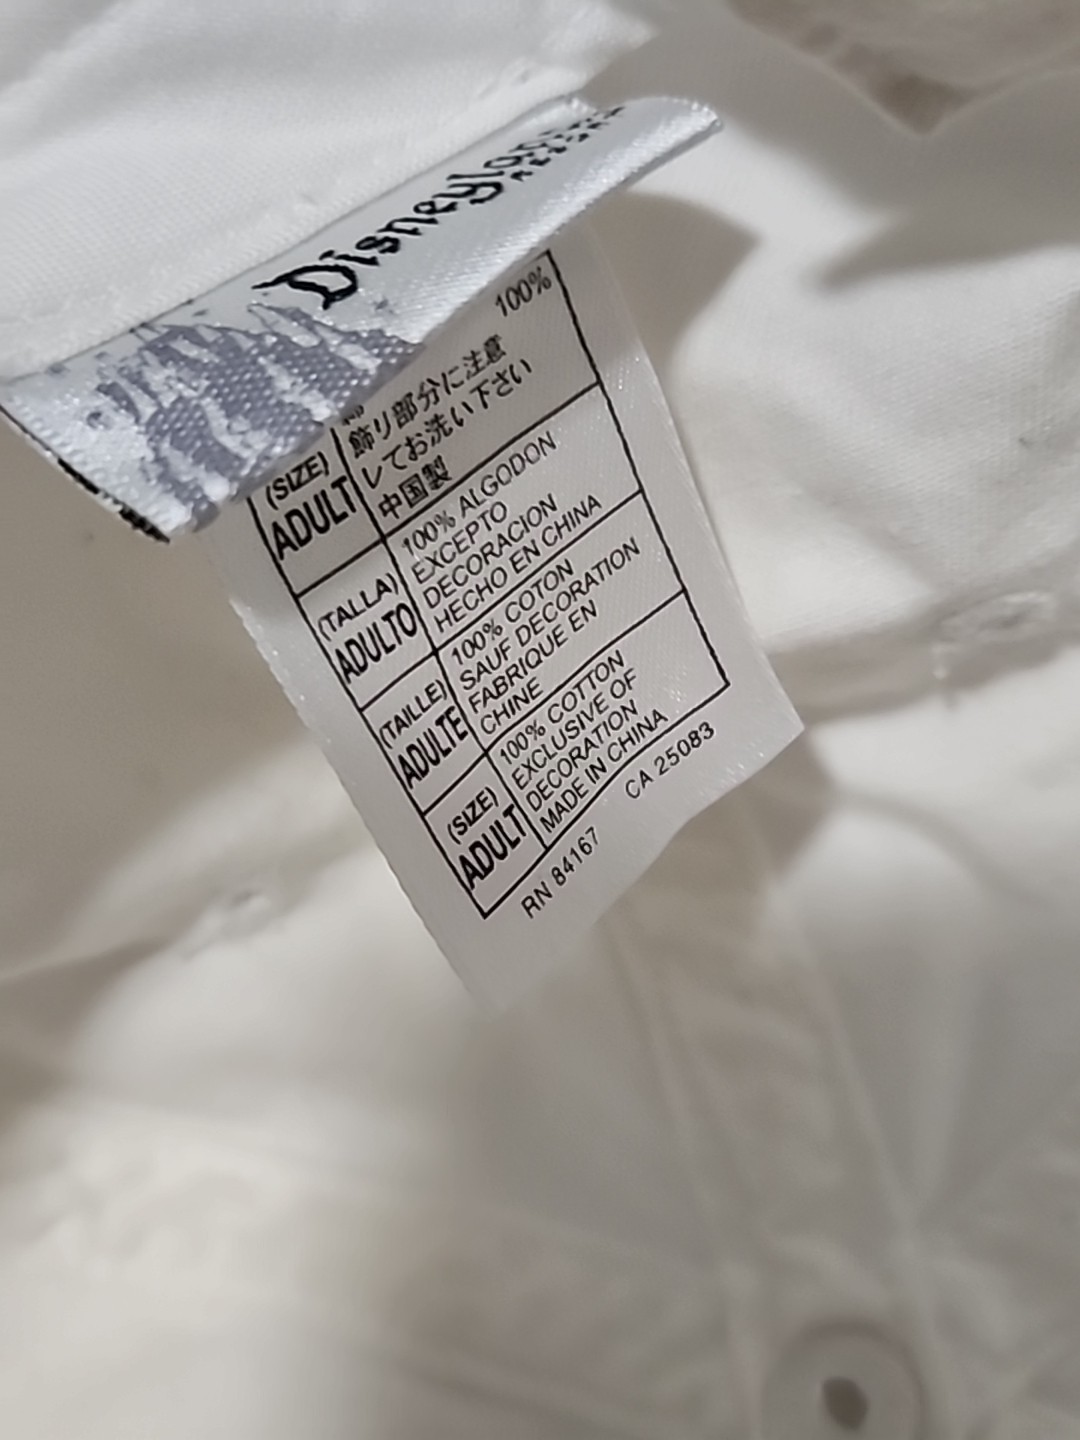 Disneyland
RESORT
100%
飾り部分に注意
してお洗い下さい
中国製
(SIZE)
ADULT
100% ALGODON
EXCEPTO
DECORACION
HECHO EN CHINA
(TALLA)
ADULTO
100% COTON
SAUF DECORATION
FABRIQUE EN
CHINE
(TAILLE)
ADULTE
100% COTTON
EXCLUSIVE OF
DECORATION
MADE IN CHINA
(SIZE)
ADULT
RN 84167
CA 25083